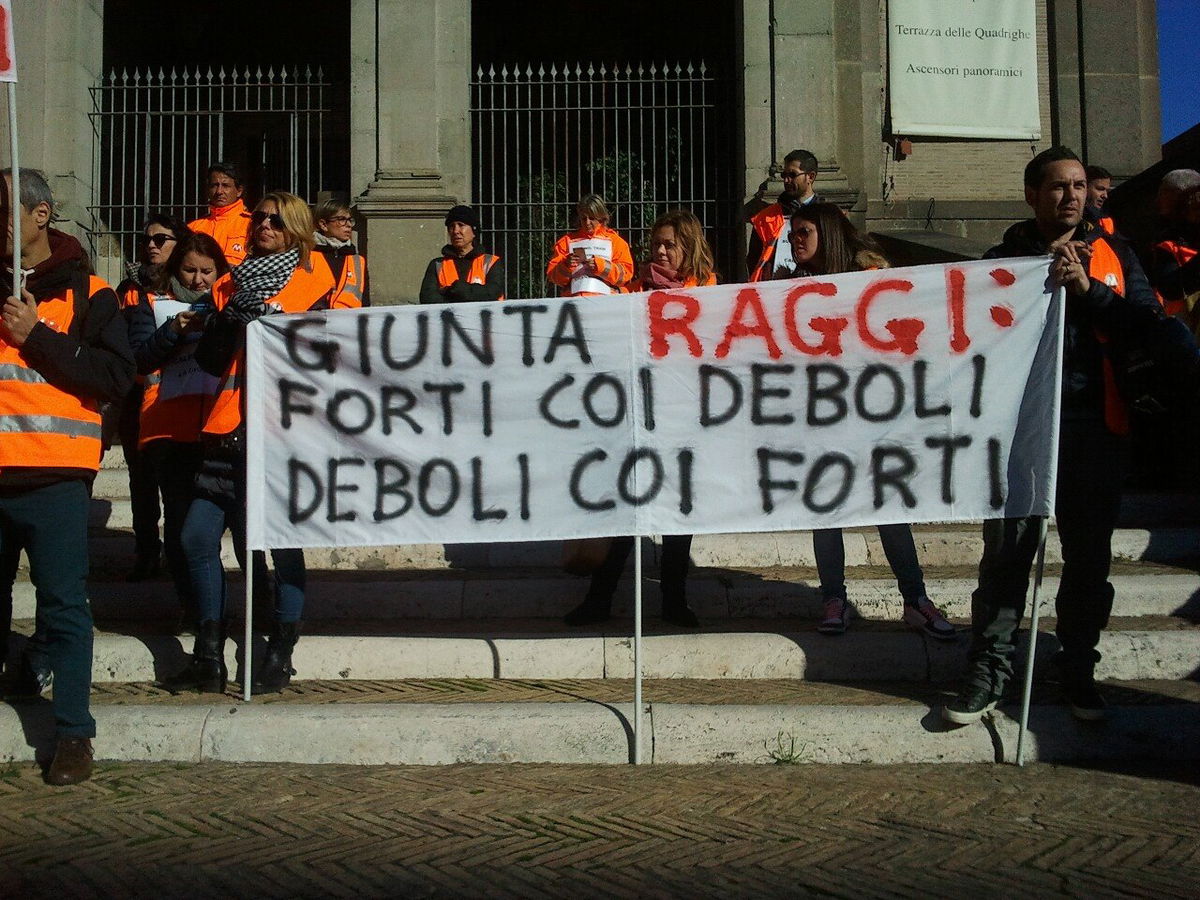 Terrazza delle Quadrighe
Ascensori panoramici
GIUNTA RAGGI:
FORTI COI DEBOLI
DEBOLI COI FORTI